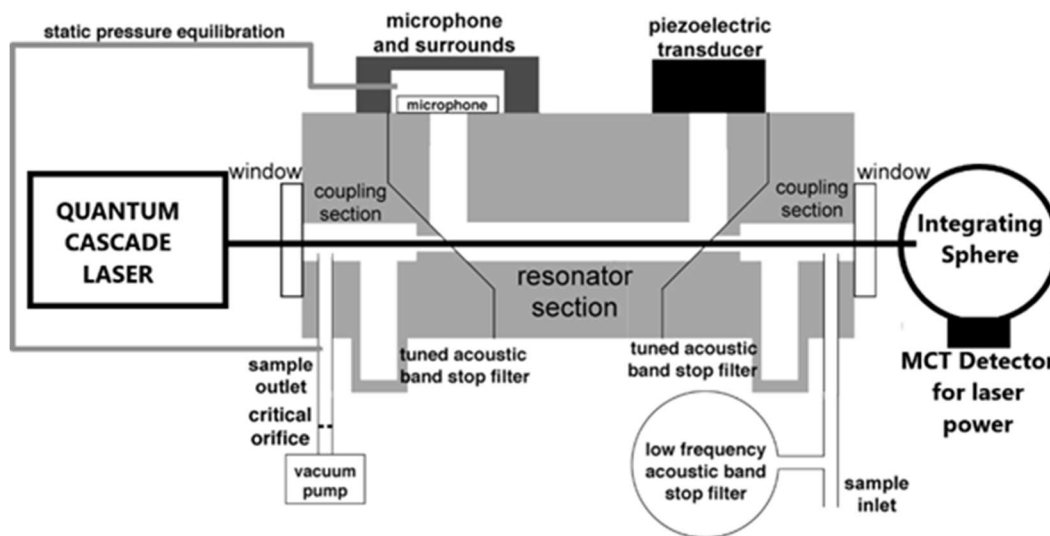 static pressure equilibration
microphone
and surrounds
piezoelectric
transducer
microphone
window
coupling
section
coupling
section
window
QUANTUM
CASCADE
LASER
Integrating
Sphere
resonator
section
tuned acoustic
band stop filter
tuned acoustic
band stop filter
MCT Detector
for laser
power
sample
outlet
critical
orifice
vacuum
pump
low frequency
acoustic band
stop filter
sample
inlet